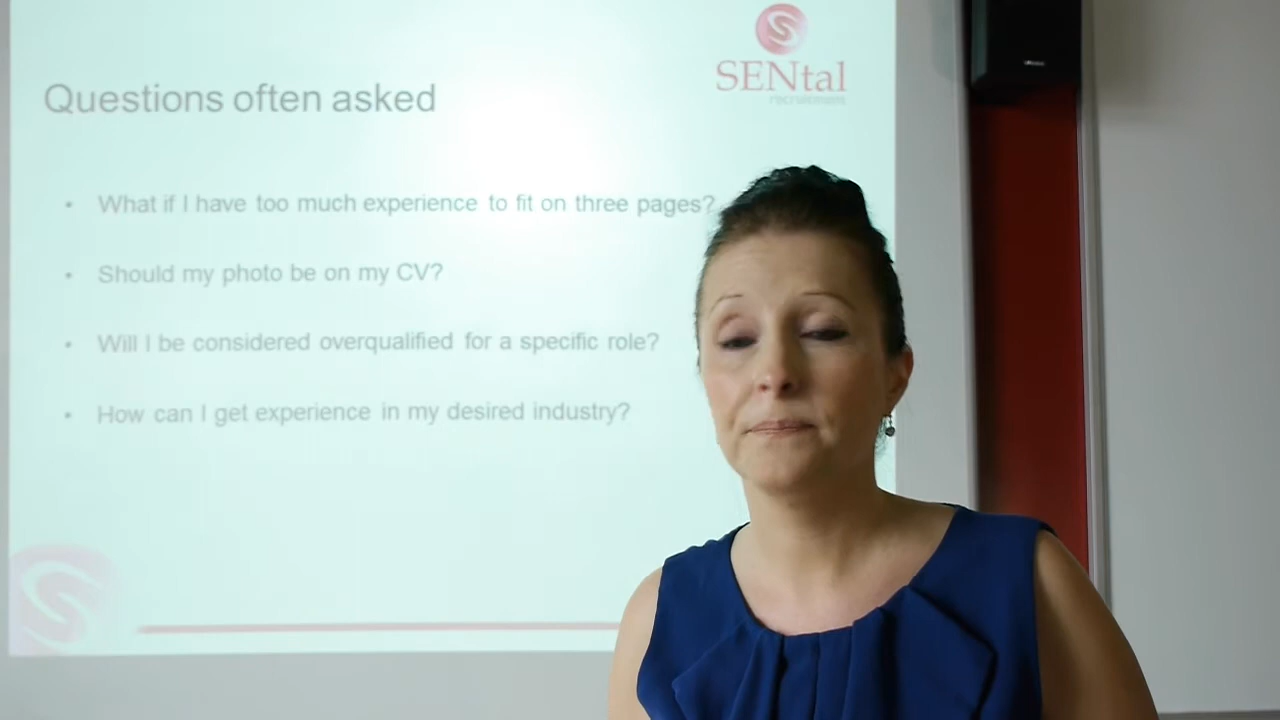 SENtal
recruitment
Questions often asked
• What if I have too much experience to fit on three pages?
• Should my photo be on my CV?
• Will I be considered overqualified for a specific role?
• How can I get experience in my desired industry?